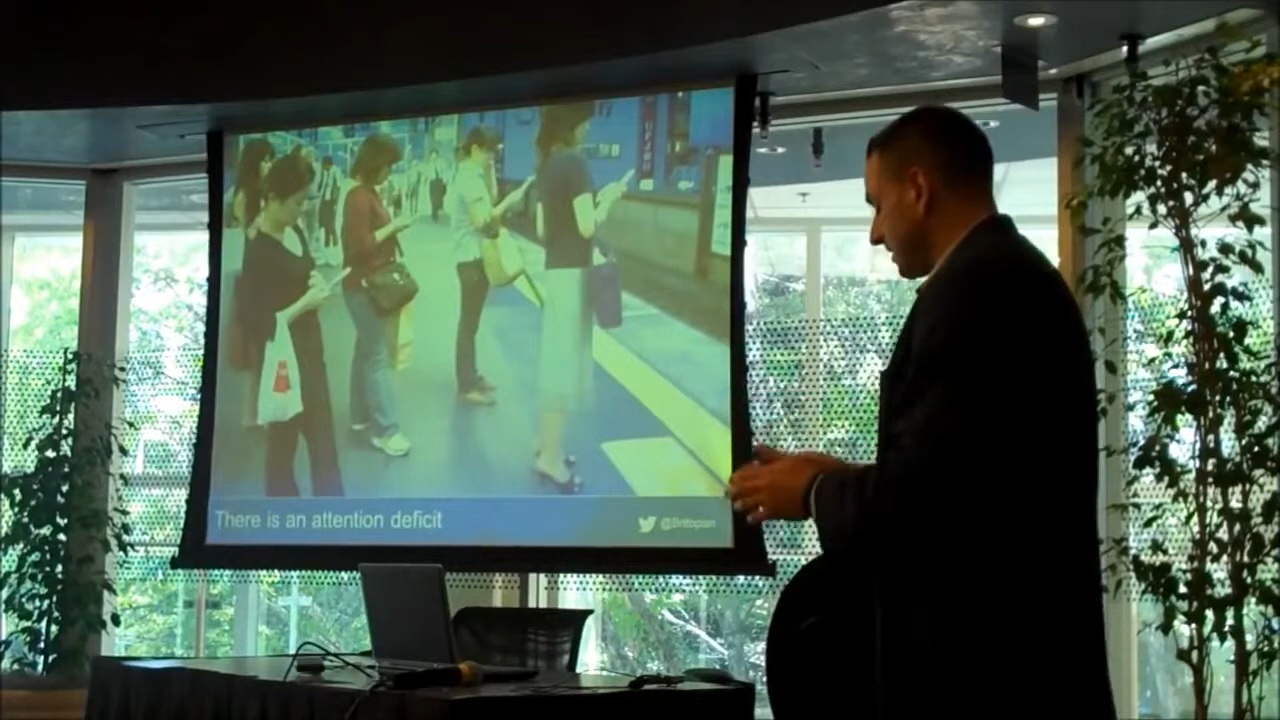 There is an attention deficit
@Britopian